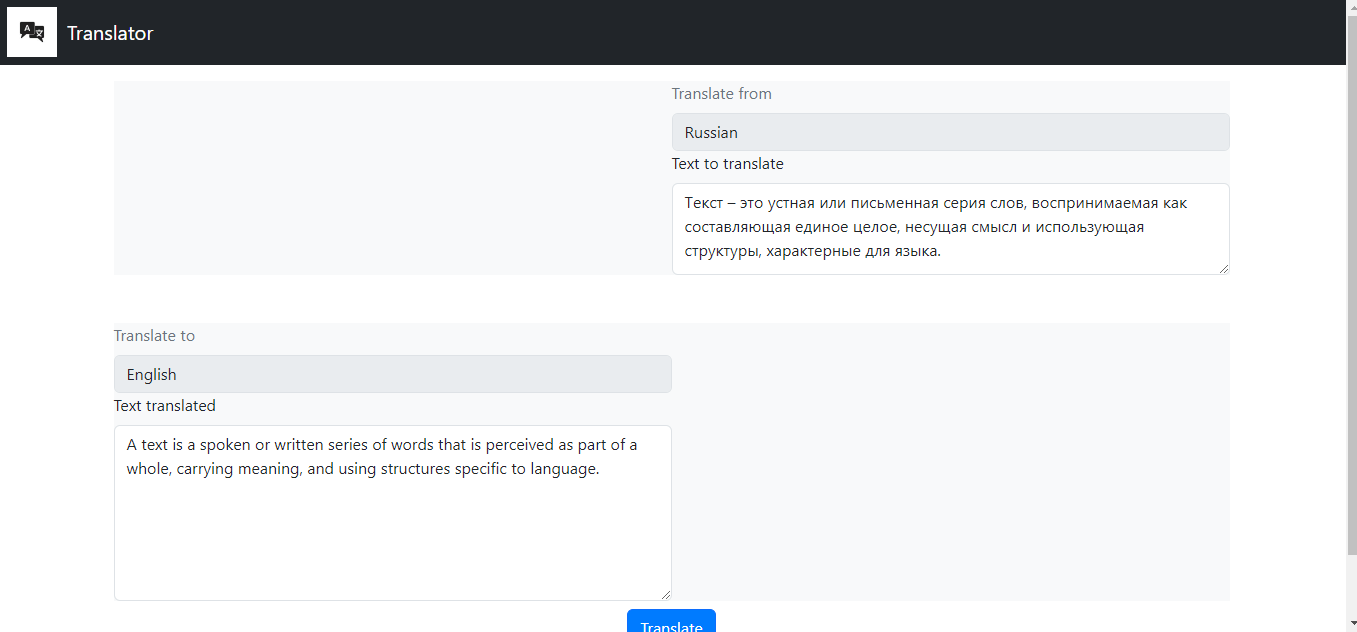 Translator
Translate from
Russian
Text to translate
Текст – это устная или письменная серия слов, воспринимаемая как
составляющая единое целое, несущая смысл и использующая
структуры, характерные для языка.
Translate to
English
Text translated
A text is a spoken or written series of words that is perceived as part of a
whole, carrying meaning, and using structures specific to language.
Translate